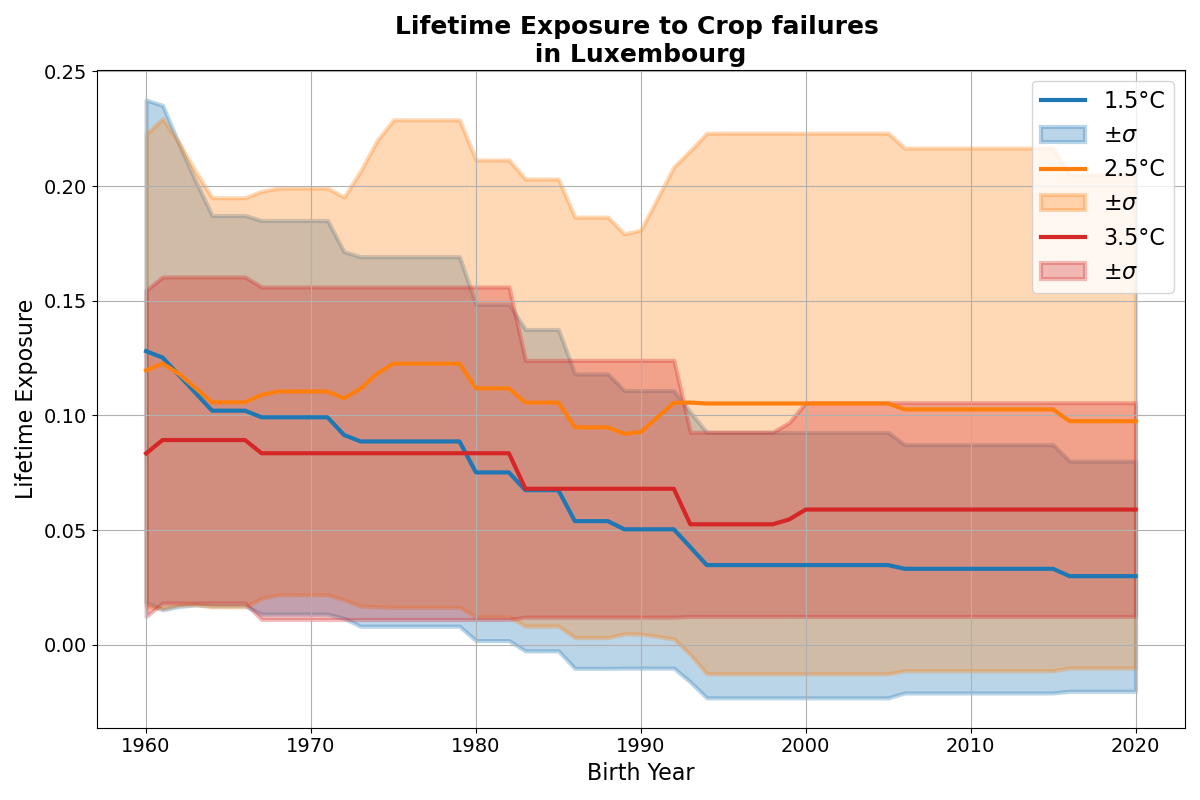 Lifetime Exposure to Crop failures
in Luxembourg
0.25
0.20
0.15
0.10
0.05
0.00
Lifetime Exposure
1960
1970
1980
1990
2000
2010
2020
Birth Year
1.5°C
±σ
2.5°C
±σ
3.5°C
±σ